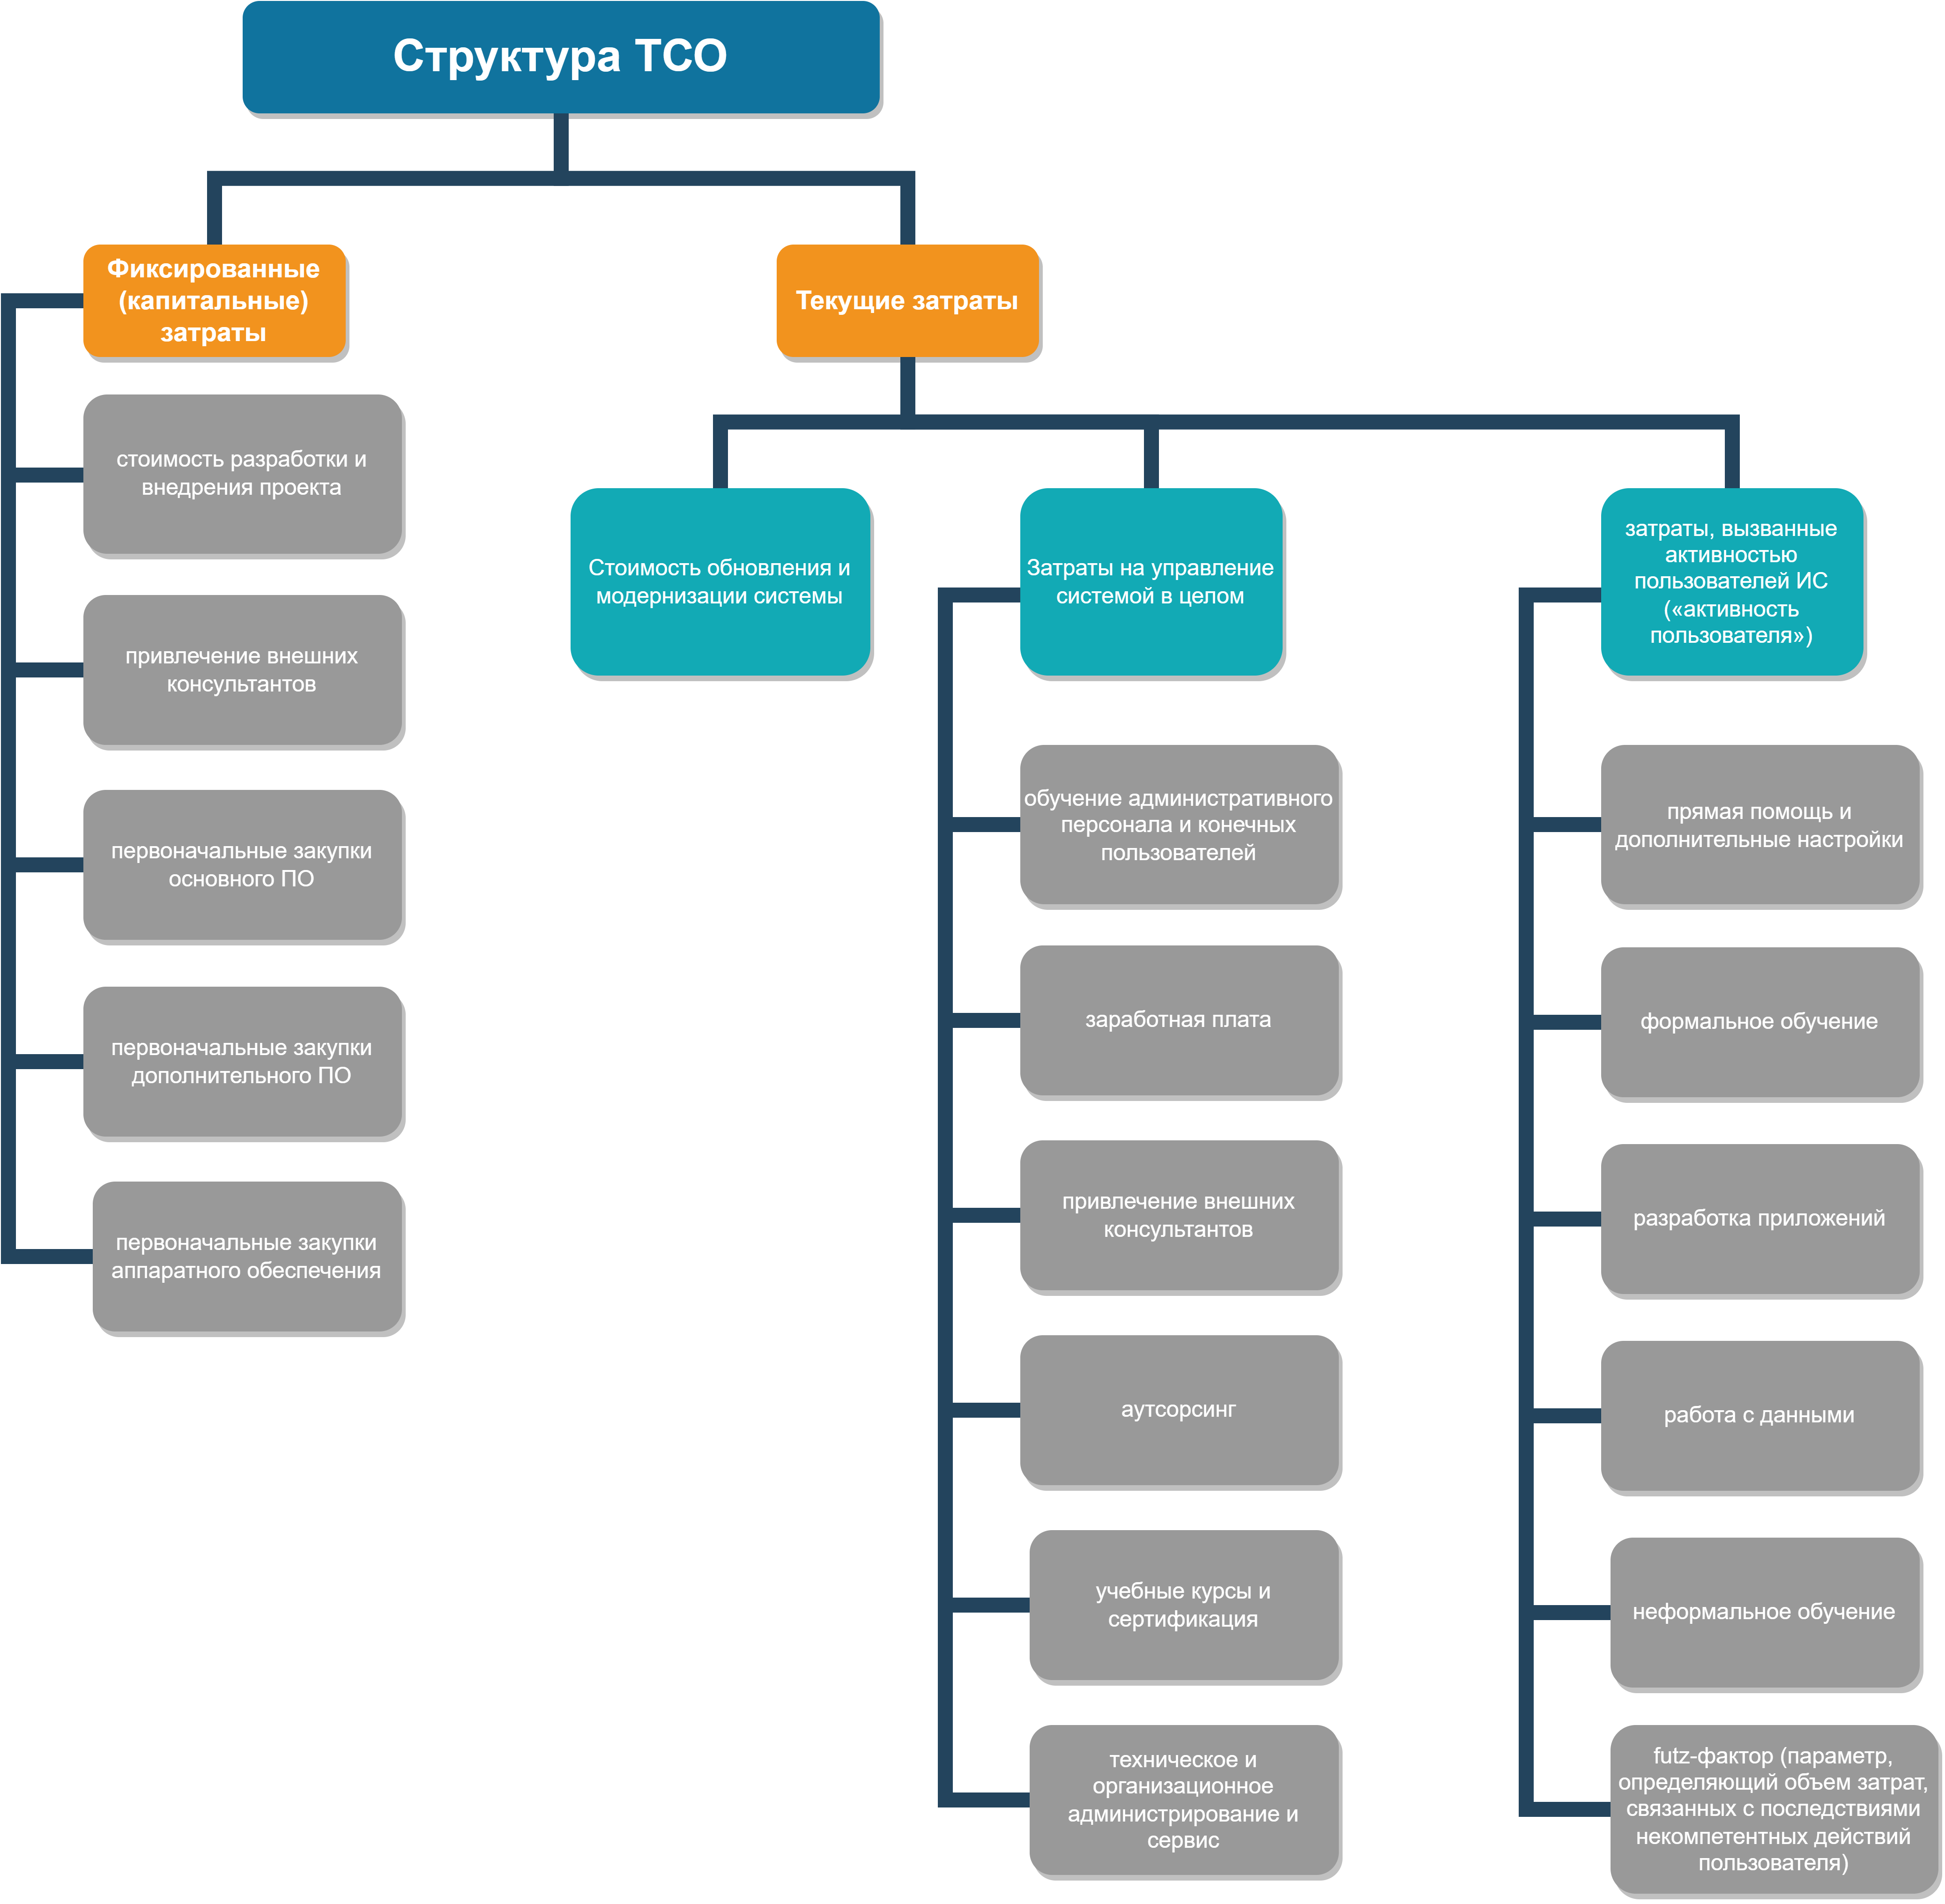 Структура TCO
Фиксированные
(капитальные)
затраты
Текущие затраты
стоимость разработки и
внедрения проекта
привлечение внешних
консультантов
первоначальные закупки
основного ПО
первоначальные закупки
дополнительного ПО
первоначальные закупки
аппаратного обеспечения
Стоимость обновления и
модернизации системы
Затраты на управление
системой в целом
обучение административного
персонала и конечных
пользователей
заработная плата
привлечение внешних
консультантов
аутсорсинг
учебные курсы и
сертификация
техническое и
организационное
администрирование и
сервис
затраты, вызванные
активностью
пользователей ИС
(«активность
пользователя»)
прямая помощь и
дополнительные настройки
формальное обучение
разработка приложений
работа с данными
неформальное обучение
futz-фактор (параметр,
определяющий объем затрат,
связанных с последствиями
некомпетентных действий
пользователя)